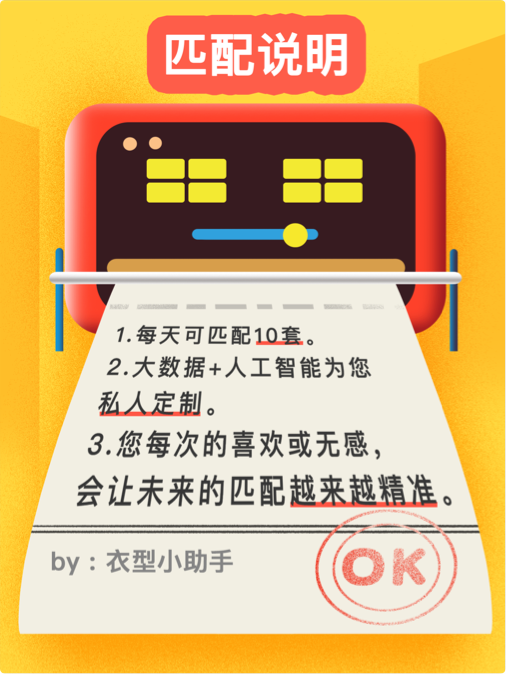 匹配说明
1.每天可匹配10套。
2.大数据+人工智能为您
私人定制。
3.您每次的喜欢或无感，
会让未来的匹配越来越精准。
by：衣型小助手
OK